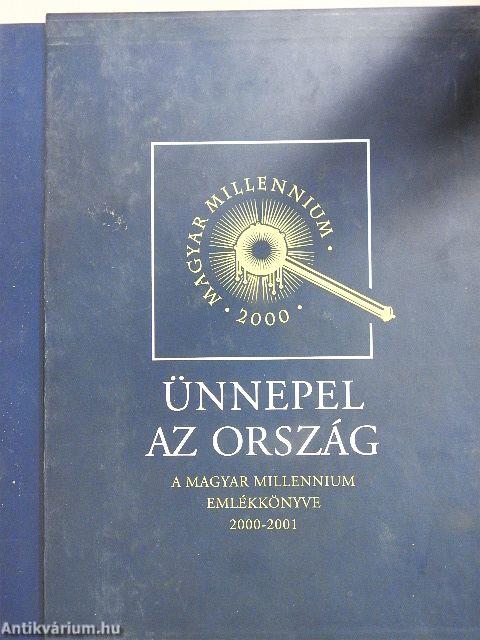 · MAGYAR MILLENNIUM ·
2000
ÜNNEPEL
AZ ORSZÁG
A MAGYAR MILLENNIUM
EMLÉKKÖNYVE
2000-2001
Antikvárium.hu